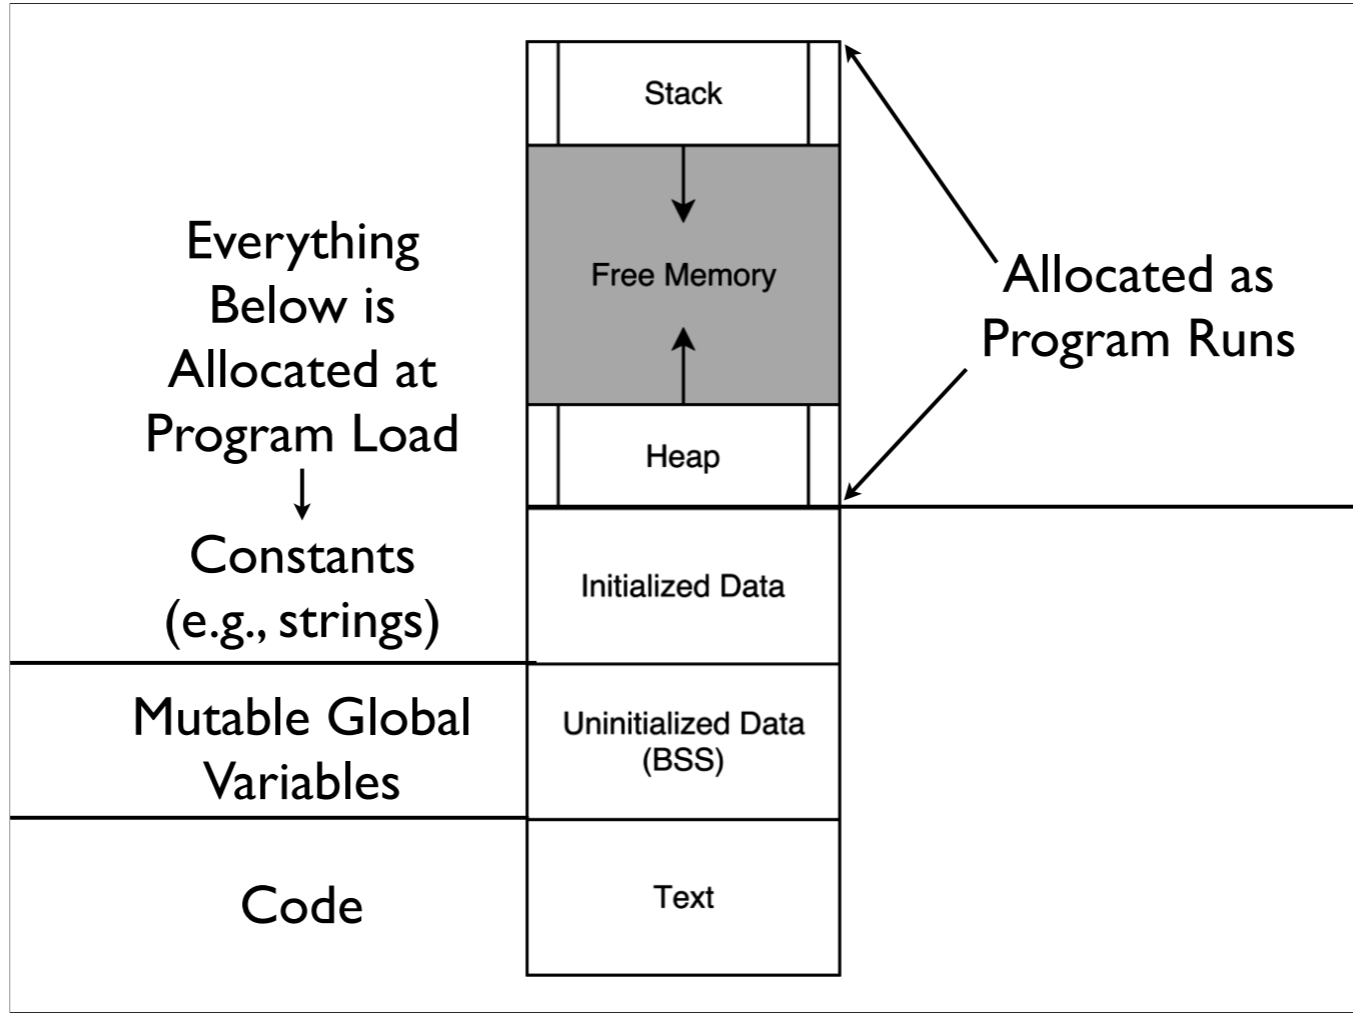 Stack
Free Memory
Heap
Initialized Data
Uninitialized Data
(BSS)
Text
Everything
Below is
Allocated at
Program Load
Constants
(e.g., strings)
Mutable Global
Variables
Code
Allocated as
Program Runs